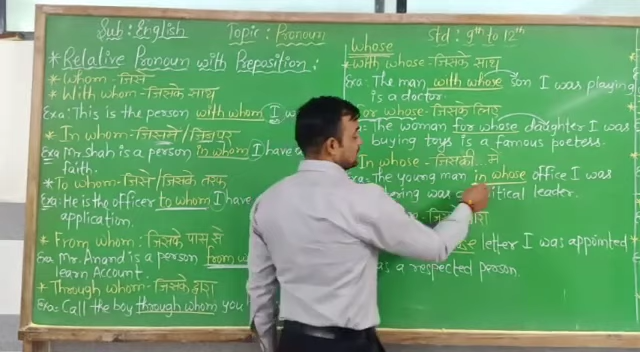 Sub: English Topic: Pronoun Std: 9th to 12th
* Relative Pronoun with Preposition:
* Whom - जिसे
* With whom - जिसके साथ
Exa: This is the person with whom I
* In whom - जिसमे / जिसपर
Exa: Mr. Shah is a person in whom I have
faith.
* To whom - जिसे / जिसके तरफ
Exa: He is the officer to whom I have
application.
* From whom: जिसके पास से
Exa: Mr. Anand is a person from
learn Account.
* Through whom - जिसके द्वारा
Exa: Call the boy through whom you
Whose
* With whose - जिसके साथ
Exa: The man with whose son I was playing
is a doctor.
For whose - जिसके लिए
The woman for whose daughter I was
buying toys is a famous poetess.
In whose - जिसकी... में
Exa: The young man in whose office I was
was a political leader.
letter I was appointed
is a respected person.